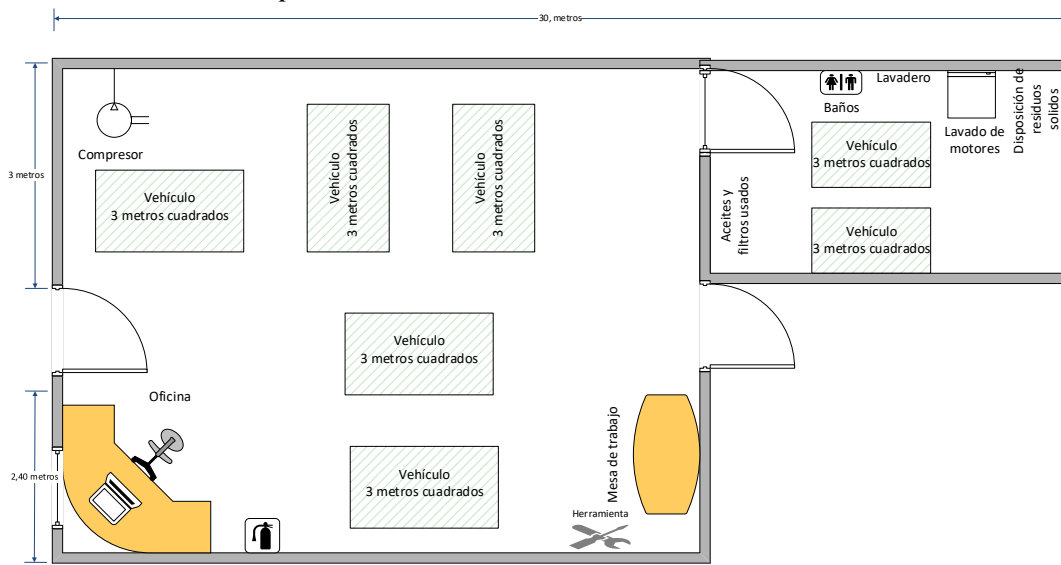 30, metros
3 metros
2,40 metros
Compresor
Vehículo
3 metros cuadrados
Vehículo
3 metros cuadrados
Vehículo
3 metros cuadrados
Baños
Lavadero
Lavado de
motores
Disposición de
residuos
solidos
Vehículo
3 metros cuadrados
Vehículo
3 metros cuadrados
Aceites y
filtros usados
Vehículo
3 metros cuadrados
Oficina
Vehículo
3 metros cuadrados
Mesa de trabajo
Herramienta